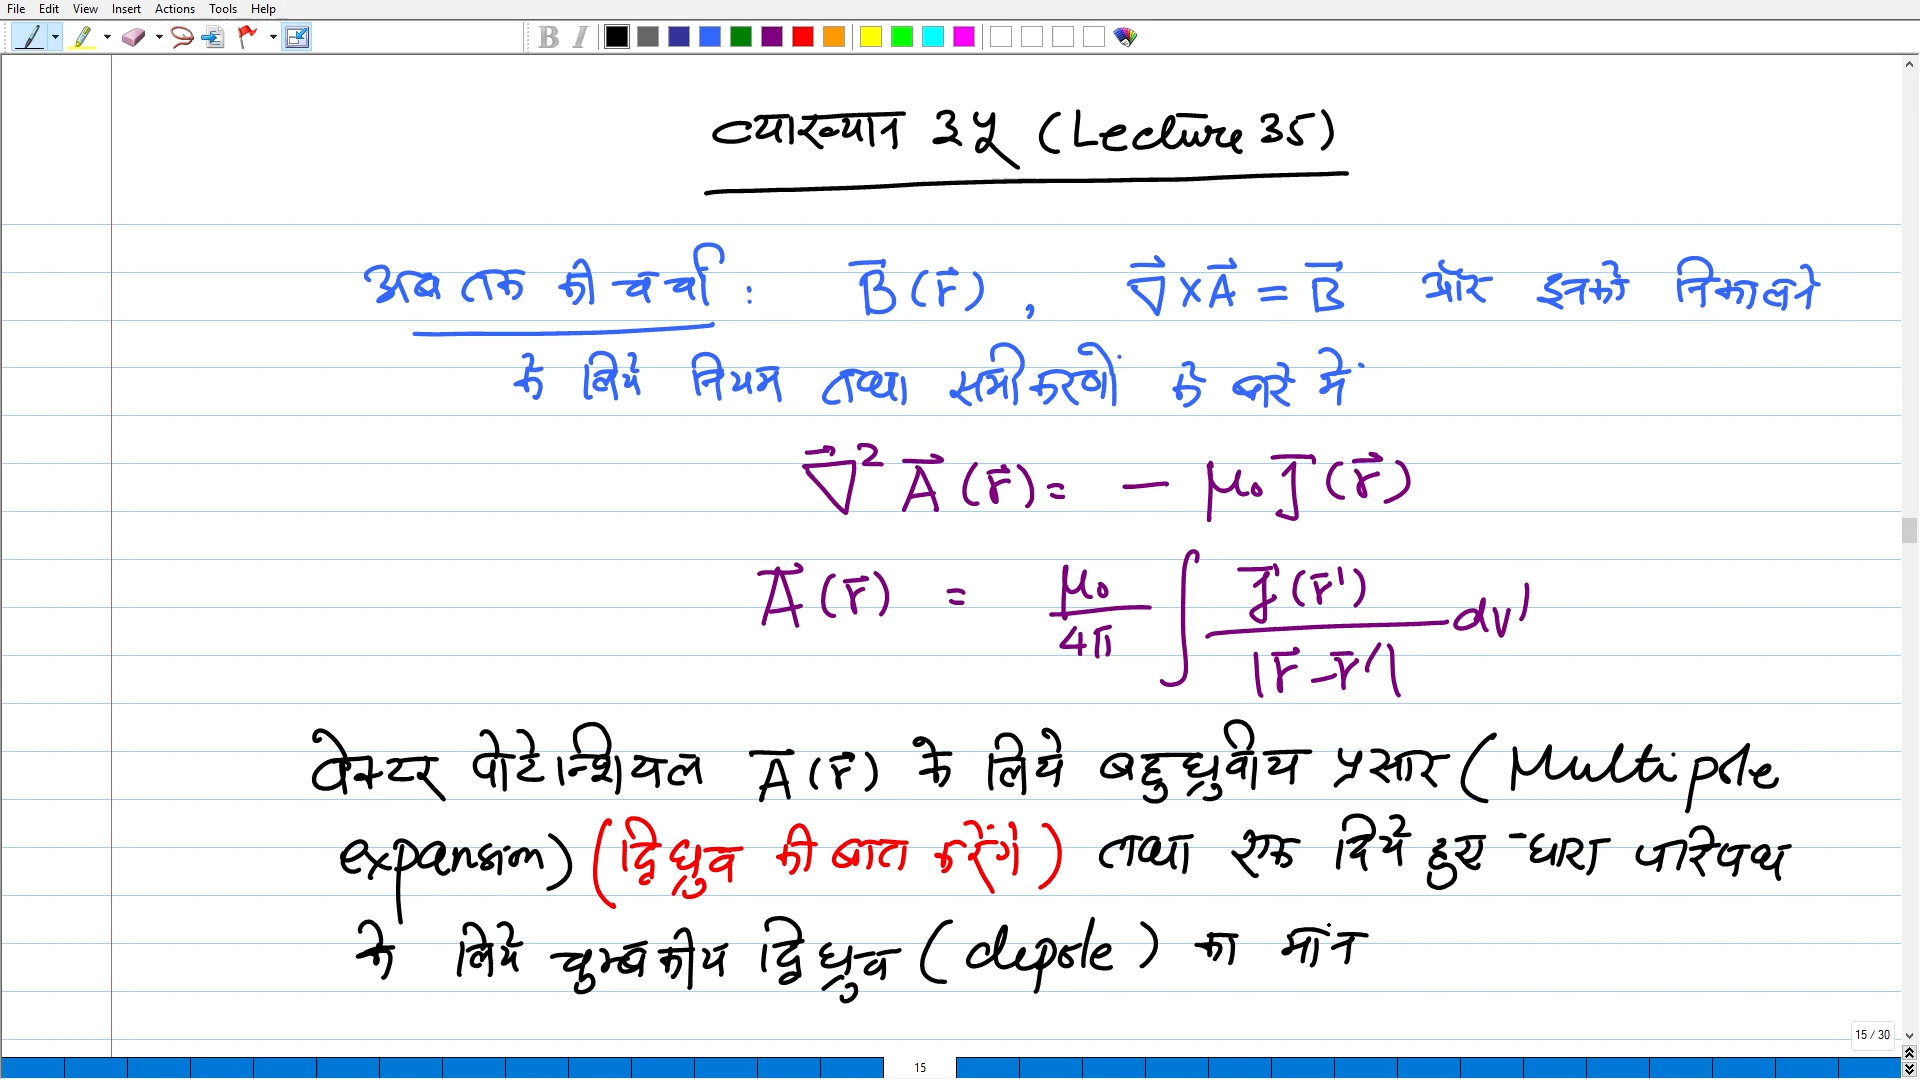 File Edit View Insert Actions Tools Help
व्याख्यान ३५ (Lecture 35)
अब तक की चर्चा : B⃗(r⃗), ∇⃗×A⃗ = B⃗ और इनको निकालने
के लिये नियम तथा समीकरणों के बारे में
∇⃗² A⃗(r⃗) = − μ₀ J⃗(r⃗)
A⃗(r⃗) = μ₀/4π ∫ J⃗(r⃗')/|r⃗−r⃗'| dv'
वेक्टर पोटेन्शियल A⃗(r⃗) के लिये बहुध्रुवीय प्रसार (Multipole
expansion) (द्विध्रुव की बात करेंगे) तथा एक दिये हुए धारा परिपथ
के लिये चुम्बकीय द्विध्रुव (dipole) का मान
15 / 30
15